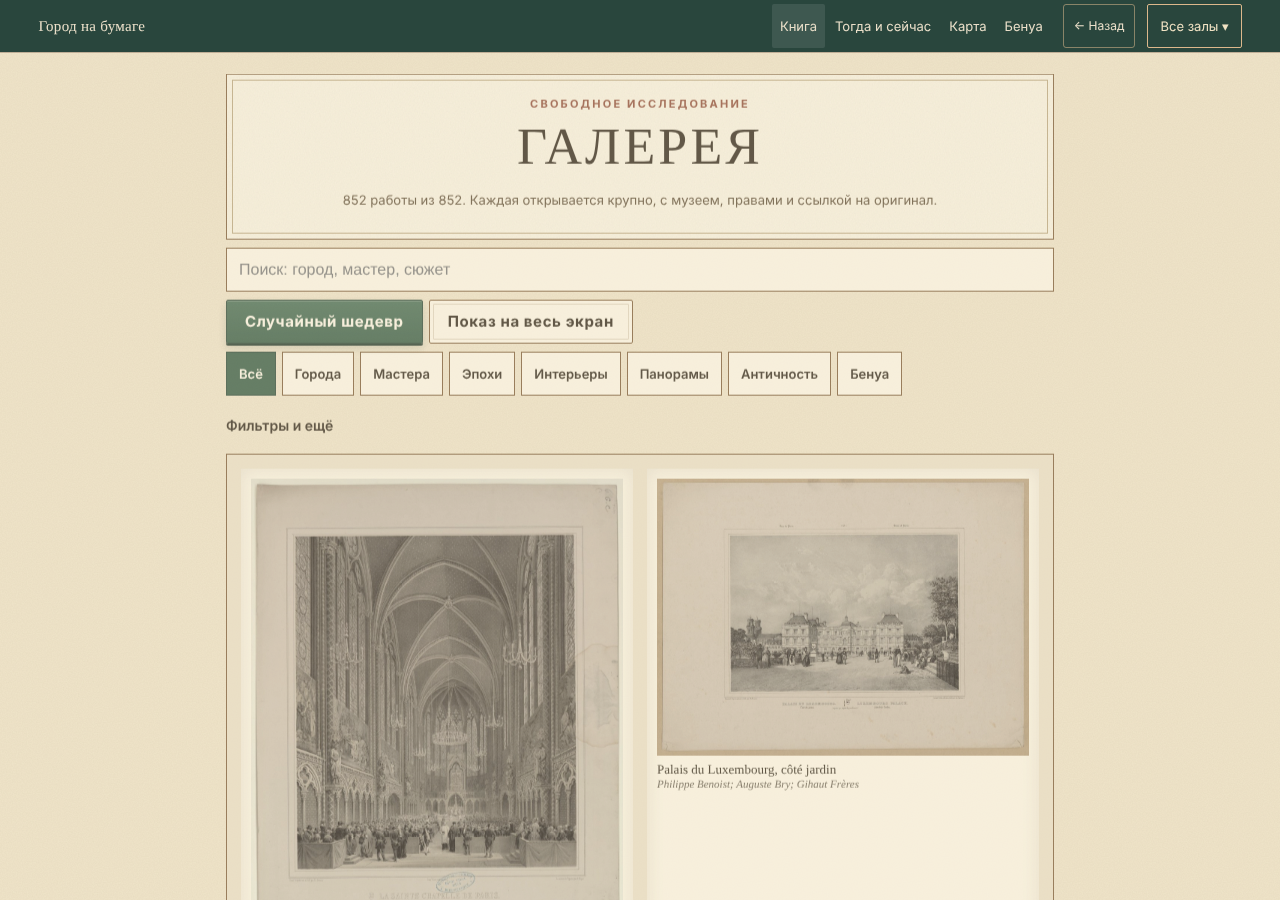 Город на бумаге
Книга
Тогда и сейчас
Карта
Бенуа
← Назад
Все залы ▾
СВОБОДНОЕ ИССЛЕДОВАНИЕ
ГАЛЕРЕЯ
852 работы из 852. Каждая открывается крупно, с музеем, правами и ссылкой на оригинал.
Поиск: город, мастер, сюжет
Случайный шедевр
Показ на весь экран
Всё
Города
Мастера
Эпохи
Интерьеры
Панорамы
Античность
Бенуа
Фильтры и ещё
Palais du Luxembourg, côté jardin
Philippe Benoist; Auguste Bry; Gihaut Frères